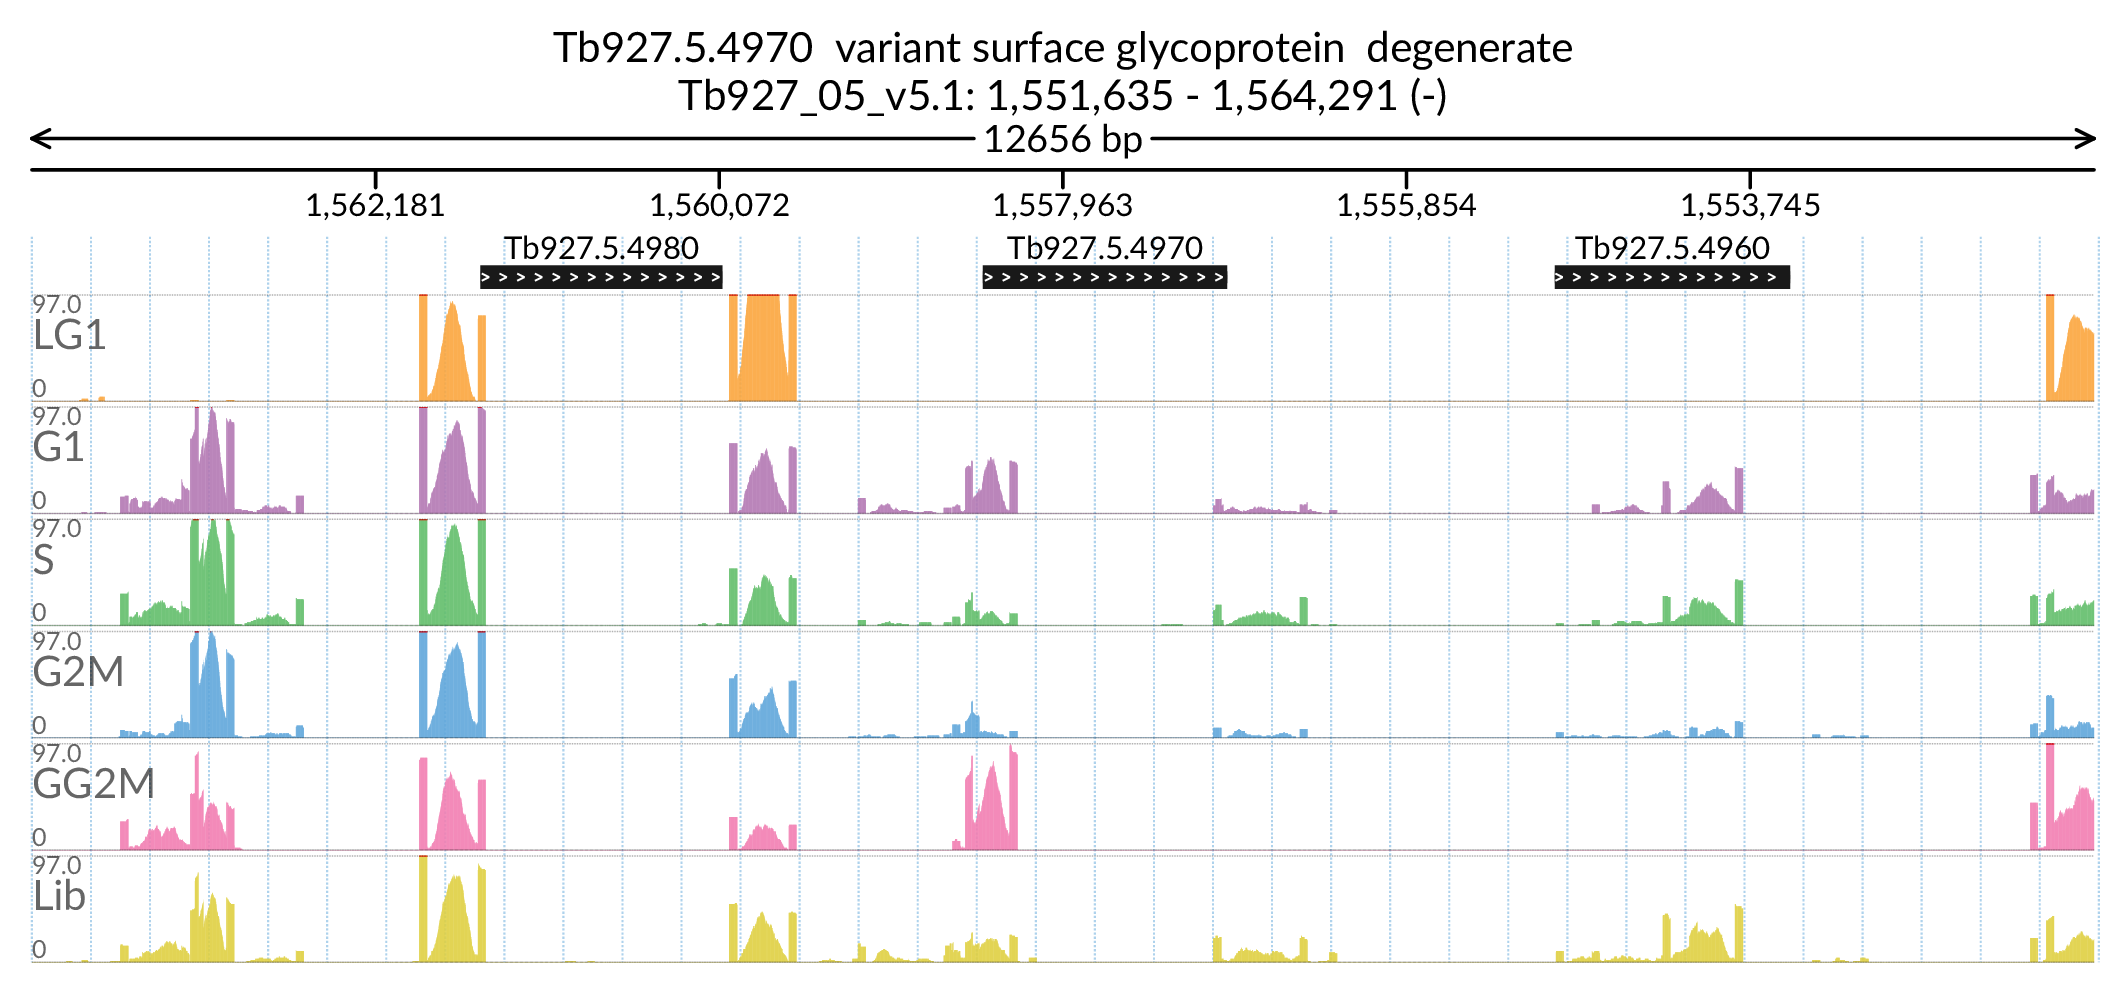 Tb927.5.4970  variant surface glycoprotein  degenerate
Tb927_05_v5.1: 1,551,635 - 1,564,291 (-)
12656 bp
1,562,181 1,560,072 1,557,963 1,555,854 1,553,745
Tb927.5.4980 Tb927.5.4970 Tb927.5.4960
97.0
LG1
0
97.0
G1
0
97.0
S
0
97.0
G2M
0
97.0
GG2M
0
97.0
Lib
0